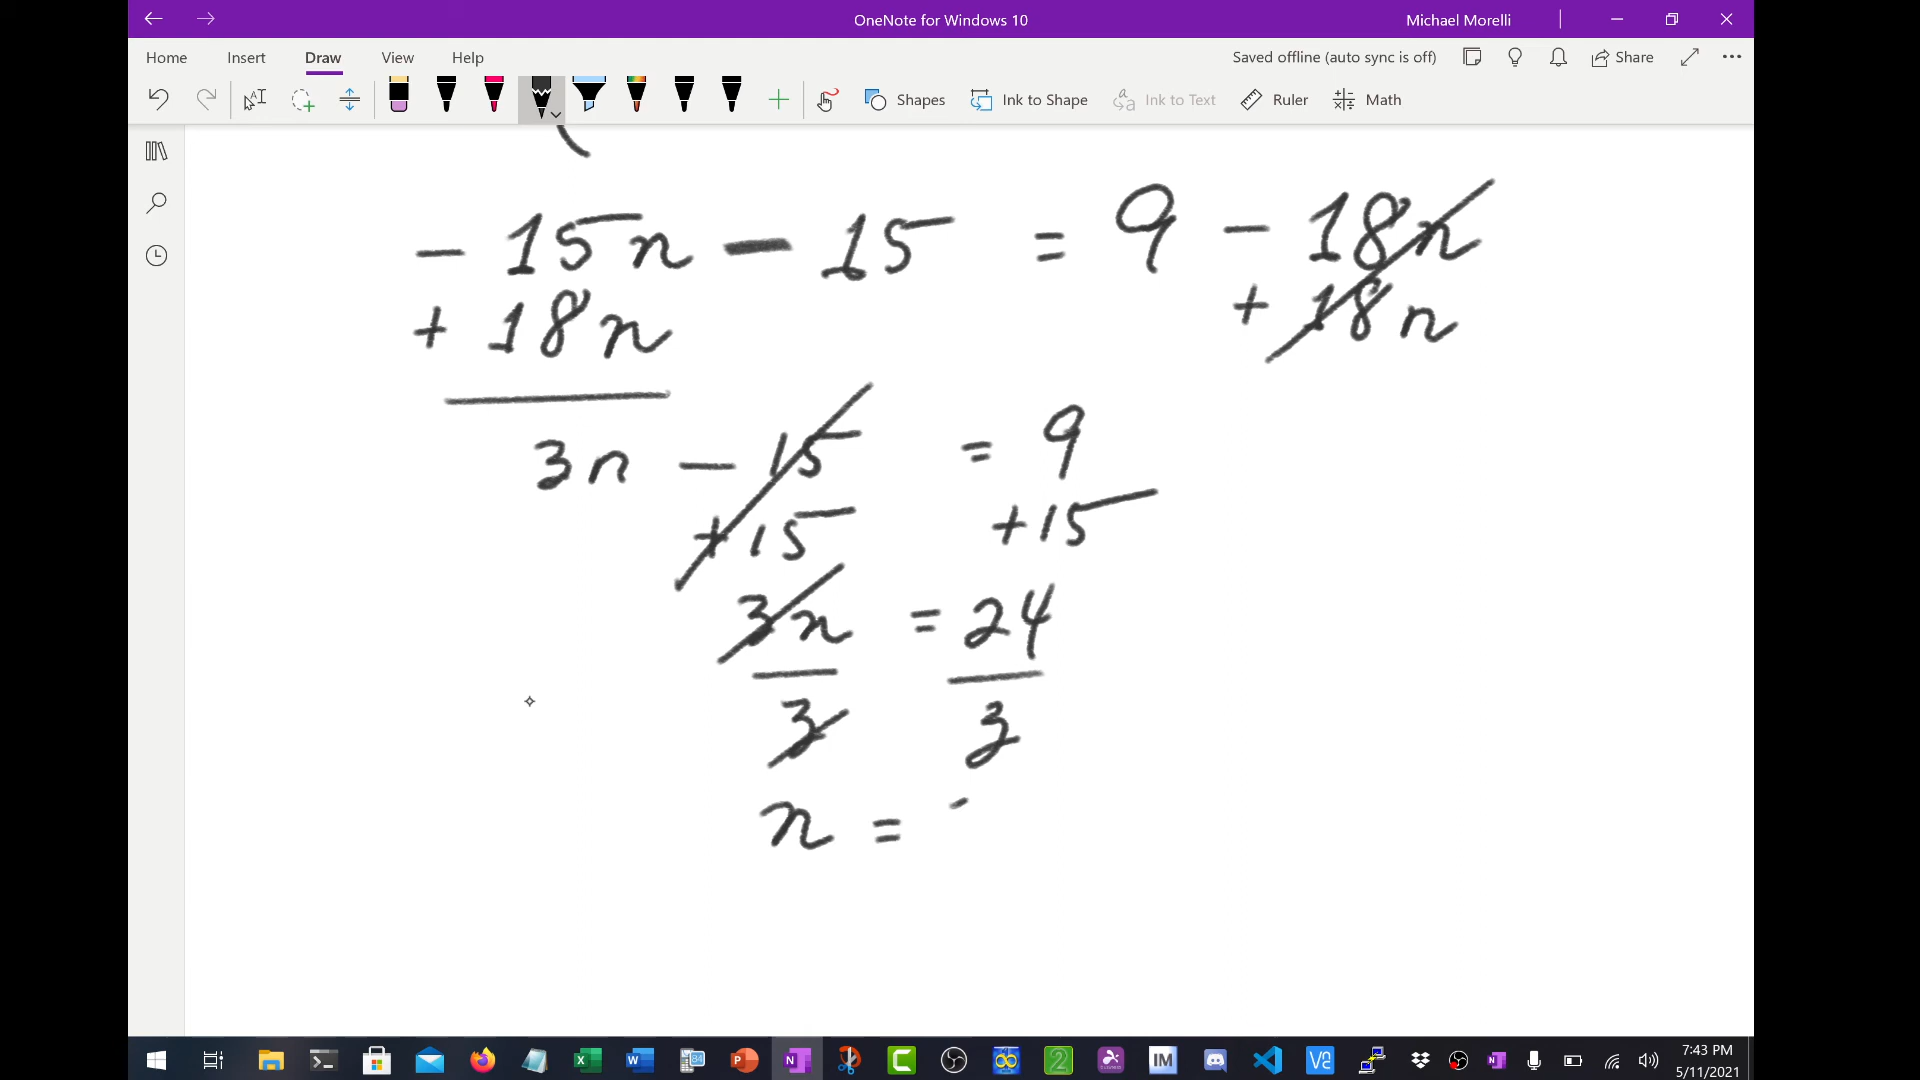 OneNote for Windows 10 Michael Morelli
Home Insert Draw View Help Saved offline (auto sync is off) Share
Shapes Ink to Shape Ink to Text Ruler Math
- 15n - 15 = 9 - 18n
+ 18n + 18n
3n - 15 = 9
+ 15 + 15
3n = 24
3 3
n =
7:43 PM
5/11/2021